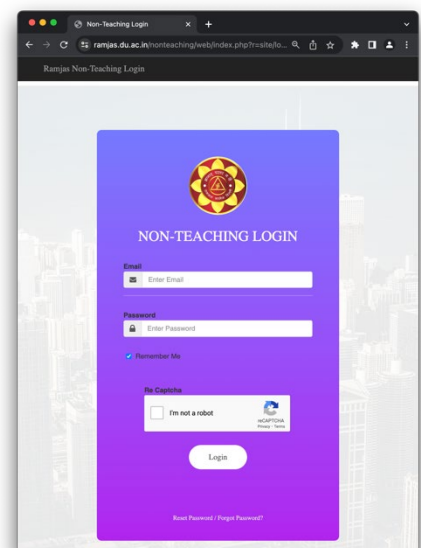 Non-Teaching Login
ramjas.du.ac.in/nonteaching/web/index.php?r=site/lo...
Ramjas Non-Teaching Login
NON-TEACHING LOGIN
Email
Enter Email
Password
Enter Password
Remember Me
Re Captcha
I'm not a robot
reCAPTCHA
Privacy - Terms
Login
Reset Password / Forgot Password?